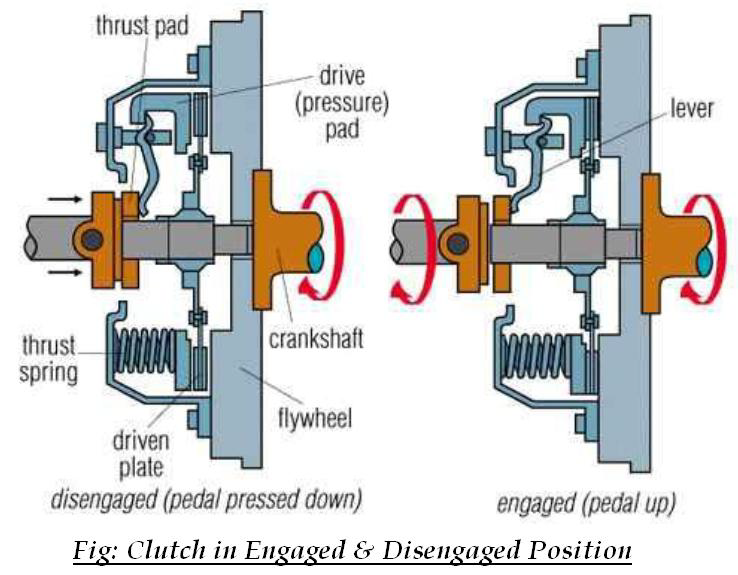 thrust pad
drive
(pressure)
pad
lever
crankshaft
thrust
spring
flywheel
driven
plate
disengaged (pedal pressed down)
engaged (pedal up)
Fig: Clutch in Engaged & Disengaged Position